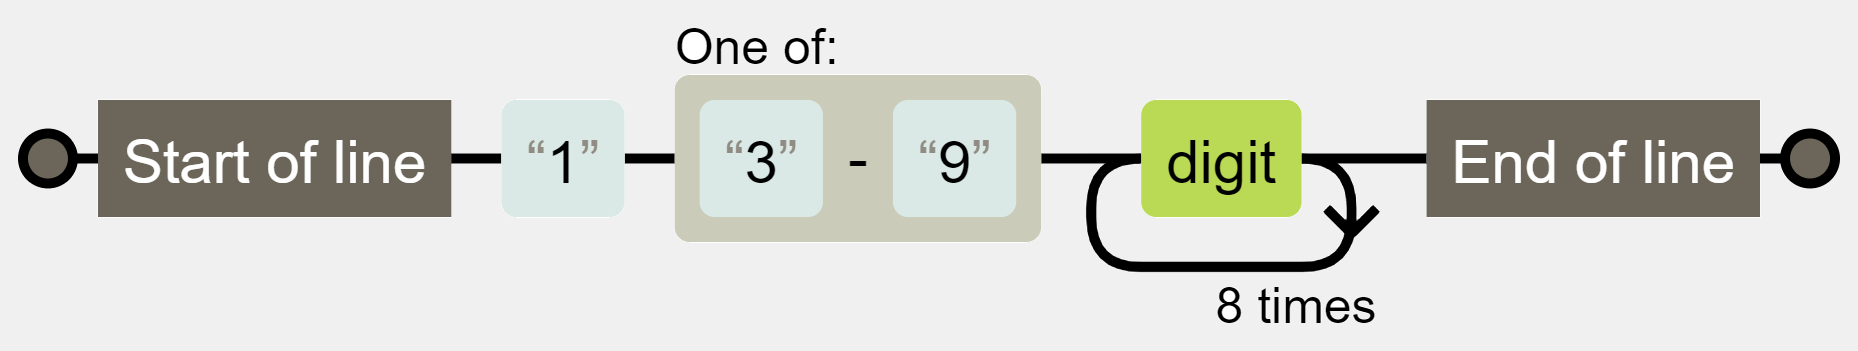 One of:
Start of line “1” “3” - “9” digit End of line
8 times